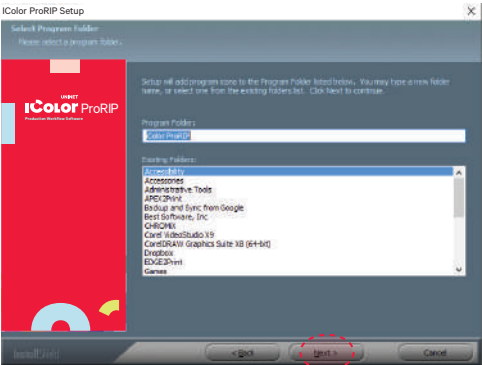 IColor ProRIP Setup
Select Program Folder
Please select a program folder.
UNINET
IColor ProRIP
Production Workflow Software
Setup will add program icons to the Program Folder listed below. You may type a new folder
name, or select one from the existing folders list. Click Next to continue.
Program Folder:
IColor ProRIP
Existing Folders:
Accessibility
Accessories
Administrative Tools
APEX2Print
Backup and Sync from Google
Best Software, Inc
CHROMIX
Corel VideoStudio X9
CorelDRAW Graphics Suite X8 (64-bit)
Dropbox
EDGE2Print
Games
InstallShield
< Back
Next >
Cancel